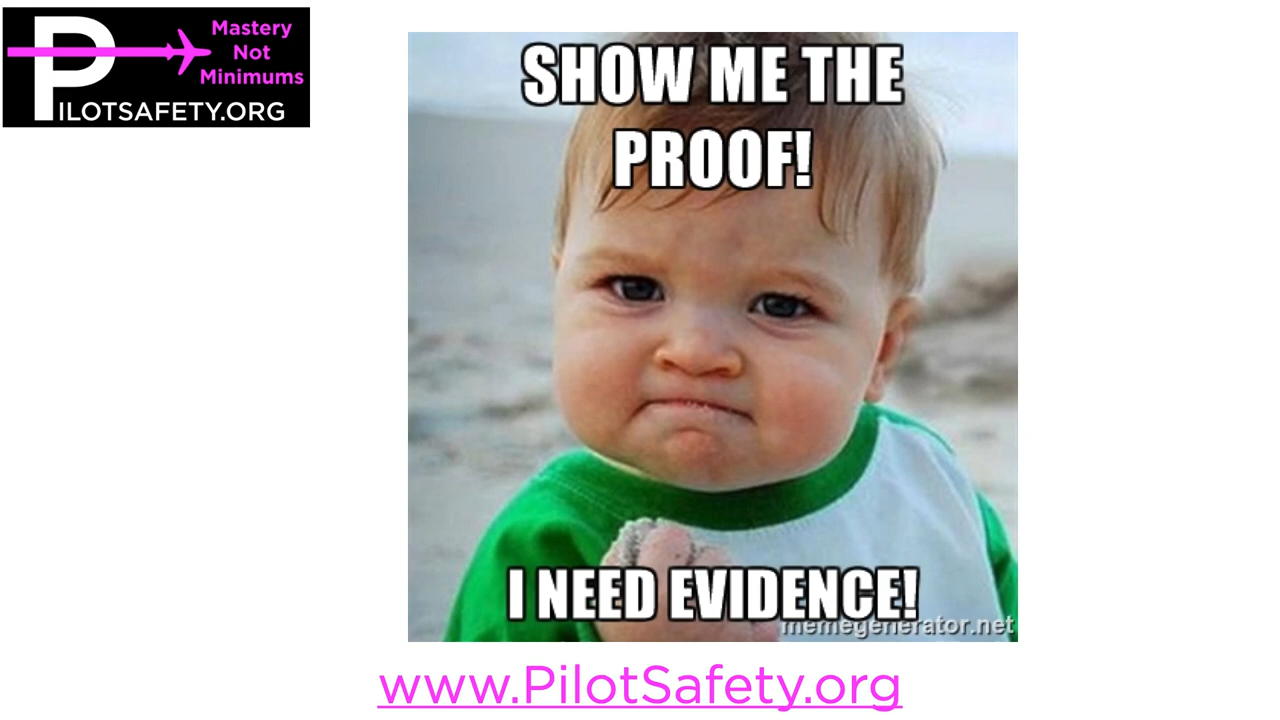 Mastery
Not
Minimums
PILOTSAFETY.ORG
SHOW ME THE
PROOF!
I NEED EVIDENCE!
memegenerator.net
www.PilotSafety.org